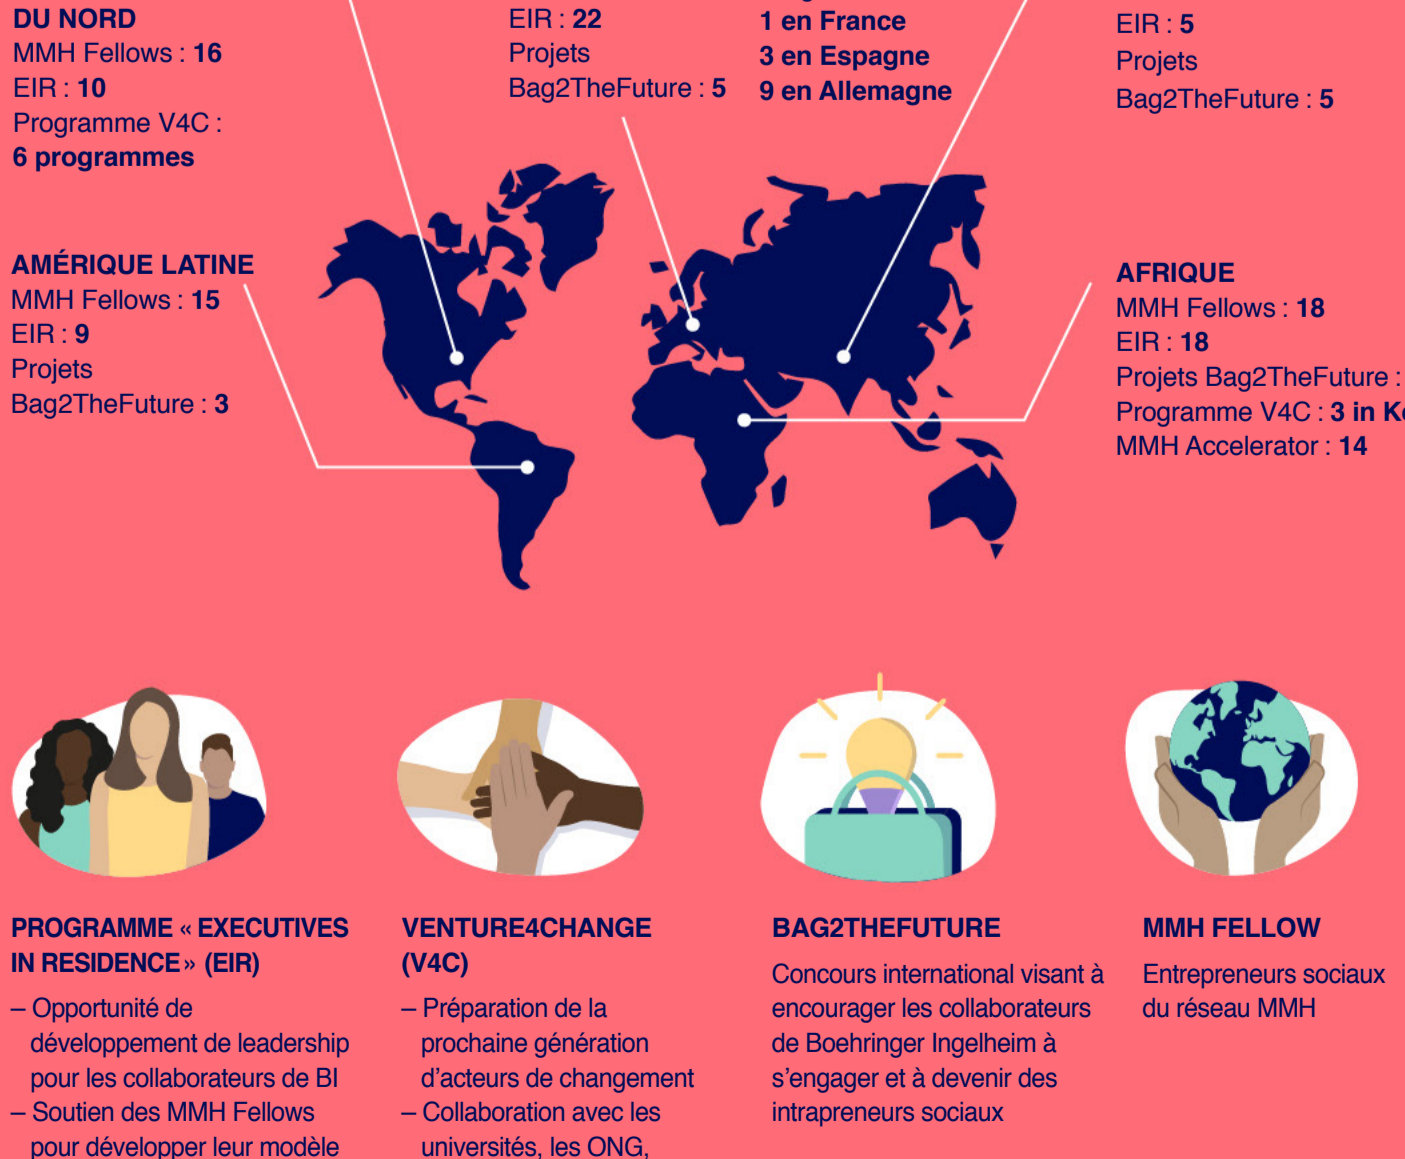 DU NORD
MMH Fellows : 16
EIR : 10
Programme V4C :
6 programmes
EIR : 22
Projets
Bag2TheFuture : 5
1 en France
3 en Espagne
9 en Allemagne
EIR : 5
Projets
Bag2TheFuture : 5
AMÉRIQUE LATINE
MMH Fellows : 15
EIR : 9
Projets
Bag2TheFuture : 3
AFRIQUE
MMH Fellows : 18
EIR : 18
Projets Bag2TheFuture :
Programme V4C : 3 in
MMH Accelerator : 14
PROGRAMME « EXECUTIVES
IN RESIDENCE » (EIR)
– Opportunité de
développement de leadership
pour les collaborateurs de BI
– Soutien des MMH Fellows
pour développer leur modèle
VENTURE4CHANGE
(V4C)
– Préparation de la
prochaine génération
d’acteurs de changement
– Collaboration avec les
universités, les ONG,
BAG2THEFUTURE
Concours international visant à
encourager les collaborateurs
de Boehringer Ingelheim à
s’engager et à devenir des
intrapreneurs sociaux
MMH FELLOW
Entrepreneurs sociaux
du réseau MMH